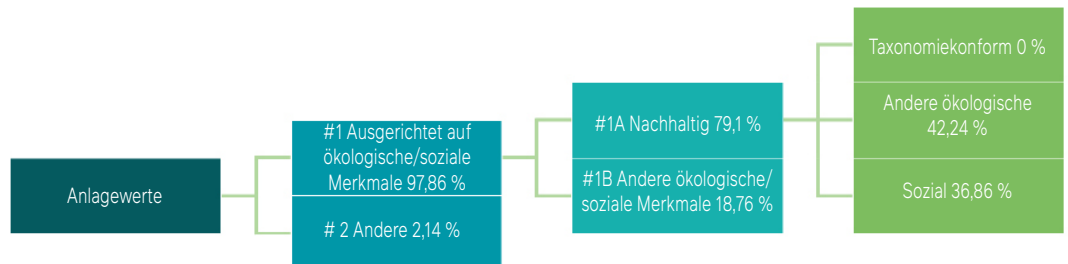 Anlagewerte
#1 Ausgerichtet auf
ökologische/soziale
Merkmale 97,86 %
# 2 Andere 2,14 %
#1A Nachhaltig 79,1 %
#1B Andere ökologische/
soziale Merkmale 18,76 %
Taxonomiekonform 0 %
Andere ökologische
42,24 %
Sozial 36,86 %